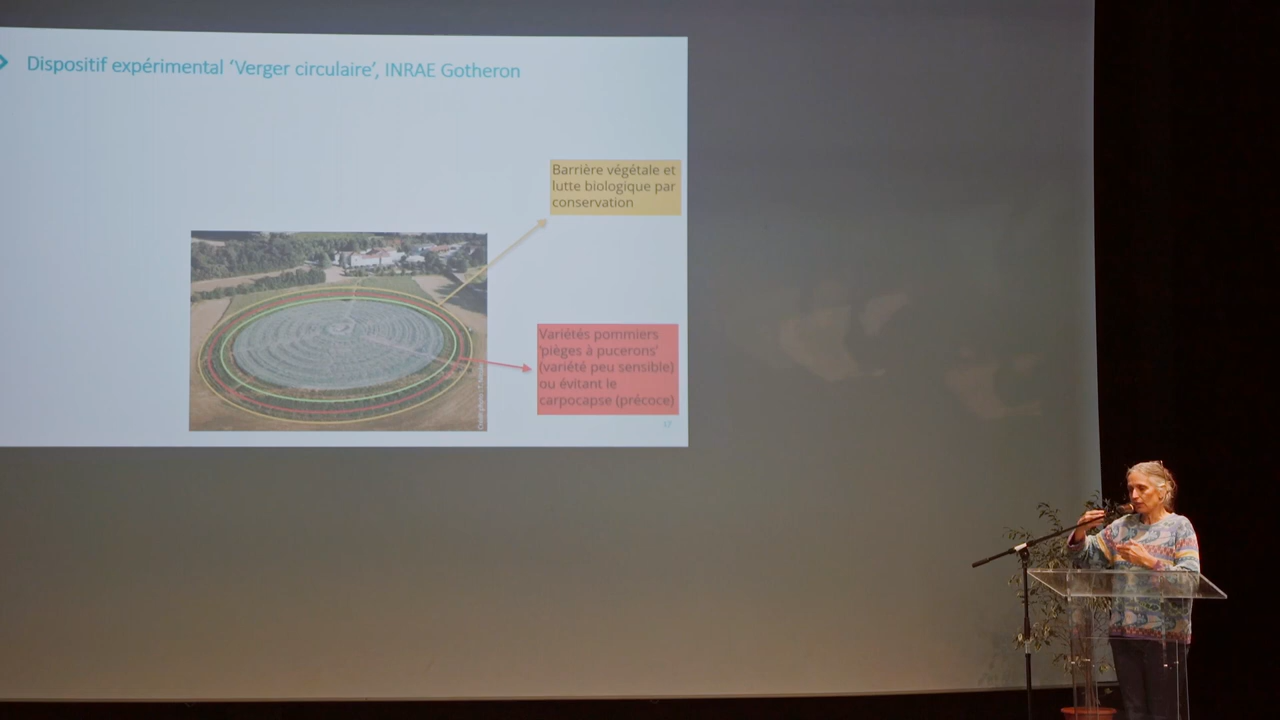 Dispositif expérimental ‘Verger circulaire’, INRAE Gotheron
Barrière végétale et
lutte biologique par
conservation
Variétés pommiers
‘pièges à pucerons’
(variété peu sensible)
ou évitant le
carpocapse (précoce)
17